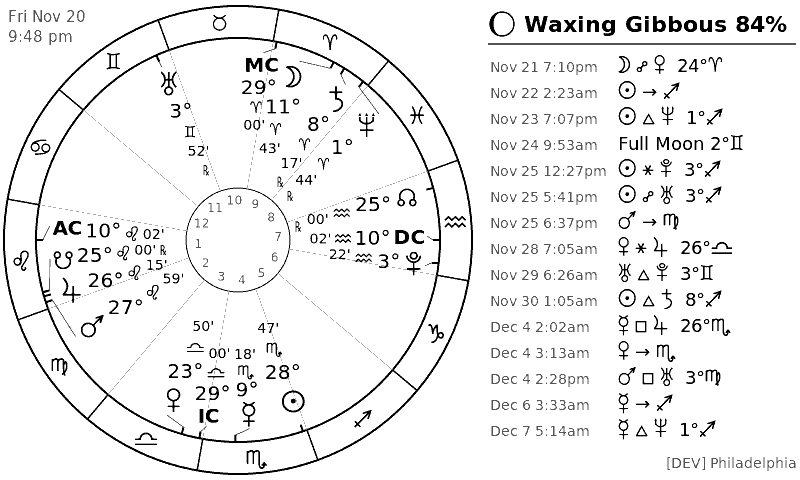 Fri Nov 20
9:48 pm
MC ☽
29° ♈ 00'
11° ♈ 43'
♄ 8° ♈ 17' ℞
♆ 1° ♈ 44' ℞
♅ 3° ♊ 52' ℞
☊ 25° ♒ 00' ℞
DC 10° ♒ 02'
♇ 3° ♒ 22'
AC 10° ♌ 02'
☋ 25° ♌ 00' ℞
♃ 26° ♌ 15'
♂ 27° ♌ 59'
♀ 23° ♎ 50'
IC 29° ♎ 00'
☿ 9° ♏ 18'
☉ 28° ♏ 47'
1 2 3 4 5 6 7 8 9 10 11 12
♈ ♉ ♊ ♋ ♌ ♍ ♎ ♏ ♐ ♑ ♒ ♓
Waxing Gibbous 84%
Nov 21 7:10pm ☽ ☍ ♀ 24°♈
Nov 22 2:23am ☉ → ♐
Nov 23 7:07pm ☉ △ ♆ 1°♐
Nov 24 9:53am Full Moon 2°♊
Nov 25 12:27pm ☉ ⚹ ♇ 3°♐
Nov 25 5:41pm ☉ ☍ ♅ 3°♐
Nov 25 6:37pm ♂ → ♍
Nov 28 7:05am ♀ ⚹ ♃ 26°♎
Nov 29 6:26am ♅ △ ♇ 3°♊
Nov 30 1:05am ☉ △ ♄ 8°♐
Dec 4 2:02am ☿ □ ♃ 26°♏
Dec 4 3:13am ♀ → ♏
Dec 4 2:28pm ♂ □ ♅ 3°♍
Dec 6 3:33am ☿ → ♐
Dec 7 5:14am ☿ △ ♆ 1°♐
[DEV] Philadelphia